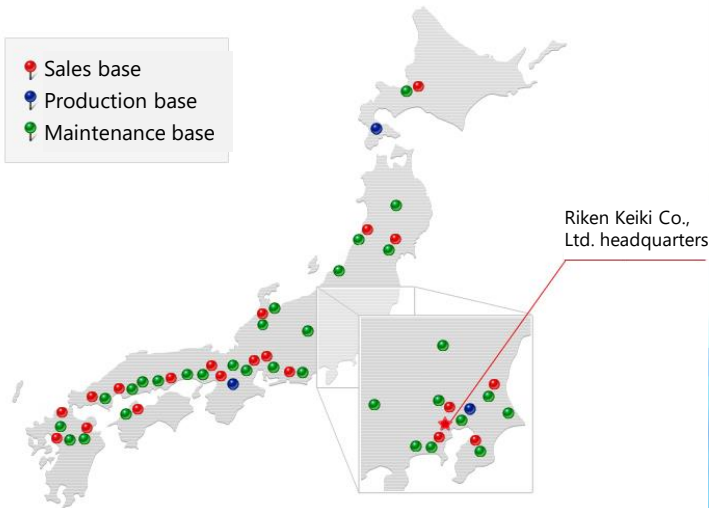 Sales base
Production base
Maintenance base
Riken Keiki Co.,
Ltd. headquarters